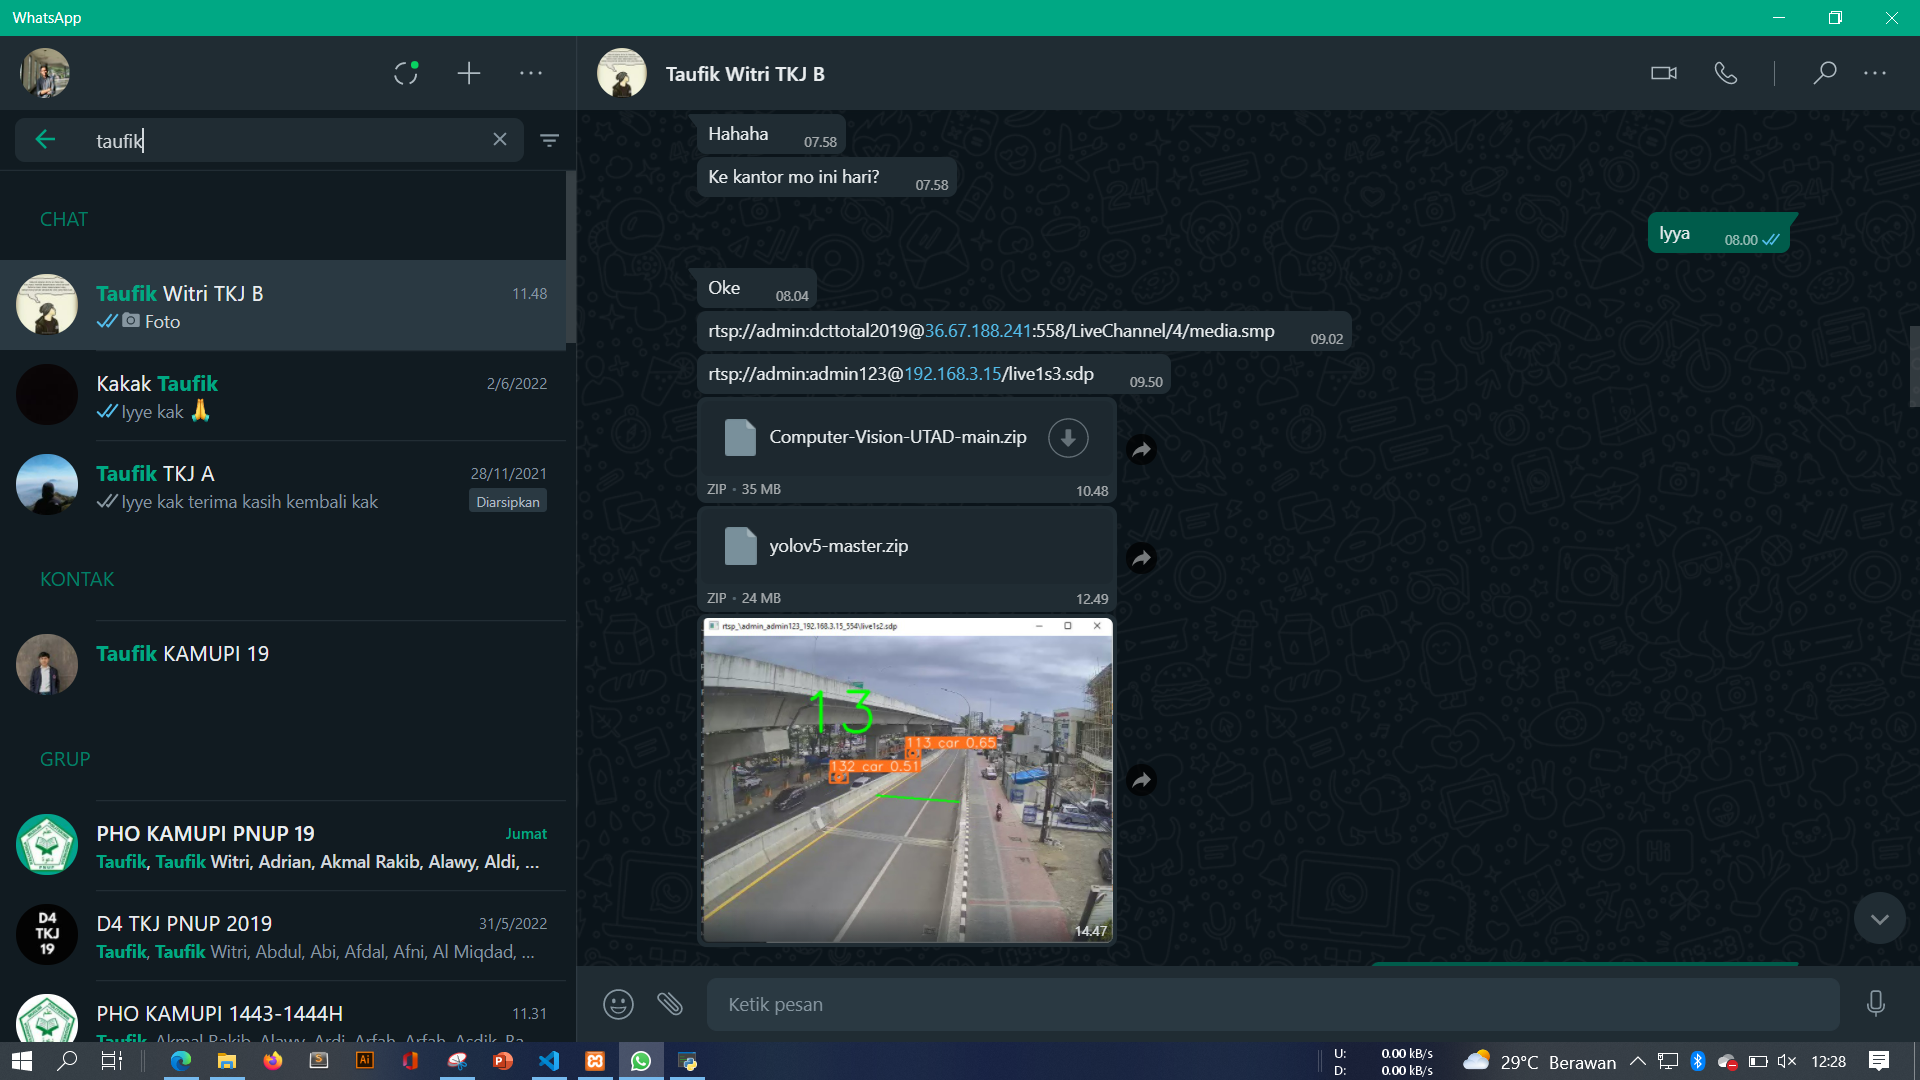 WhatsApp
taufik
CHAT
Taufik Witri TKJ B
11.48
Foto
Kakak Taufik
2/6/2022
Iyye kak 🙏
Taufik TKJ A
28/11/2021
Iyye kak terima kasih kembali kak
Diarsipkan
KONTAK
Taufik KAMUPI 19
GRUP
PHO KAMUPI PNUP 19
Jumat
Taufik, Taufik Witri, Adrian, Akmal Rakib, Alawy, Aldi, ...
D4 TKJ 19
D4 TKJ PNUP 2019
31/5/2022
Taufik, Taufik Witri, Abdul, Abi, Afdal, Afni, Al Miqdad, ...
PHO KAMUPI 1443-1444H
11.31
Taufik, Akmal Rakib, Alawy, Ardi, Arfah, Arfah, Asdik, Ba...
Taufik Witri TKJ B
Hahaha 07.58
Ke kantor mo ini hari? 07.58
Iyya 08.00
Oke 08.04
rtsp://admin:dcttotal2019@36.67.188.241:558/LiveChannel/4/media.smp 09.02
rtsp://admin:admin123@192.168.3.15/live1s3.sdp 09.50
Computer-Vision-UTAD-main.zip
ZIP • 35 MB 10.48
yolov5-master.zip
ZIP • 24 MB 12.49
rtsp_\admin_admin123_192.168.3.15_554\live1s2.sdp
13
113 car 0.65
132 car 0.51
14.47
Ketik pesan
U: 0.00 kB/s
D: 0.00 kB/s
29°C Berawan
12:28